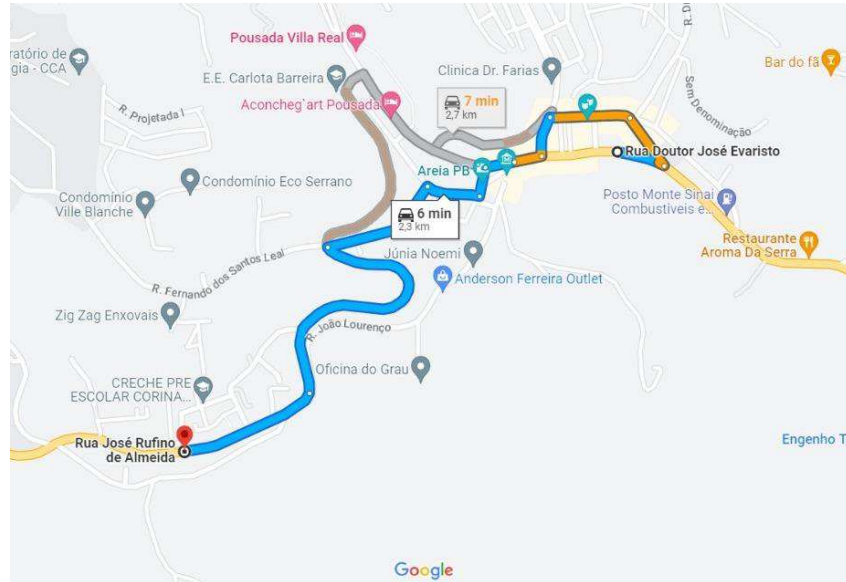 Pousada Villa Real
ratório de
gia - CCA
E.E. Carlota Barreira
Clinica Dr. Farias
Bar do fã
R. D
Sem Denominação
R. Projetada I
Aconcheg`art Pousada
7 min
2,7 km
Rua Doutor José Evaristo
Areia PB
Condomínio Eco Serrano
Condomínio
Ville Blanche
Posto Monte Sinai
Combustíveis e...
6 min
2,3 km
Restaurante
Aroma Da Serra
R. Fernando dos Santos Leal
Júnia Noemi
Anderson Ferreira Outlet
Zig Zag Enxovais
R. João Lourenço
Oficina do Grau
CRECHE PRE
ESCOLAR CORINA...
Rua José Rufino
de Almeida
Engenho T
Google